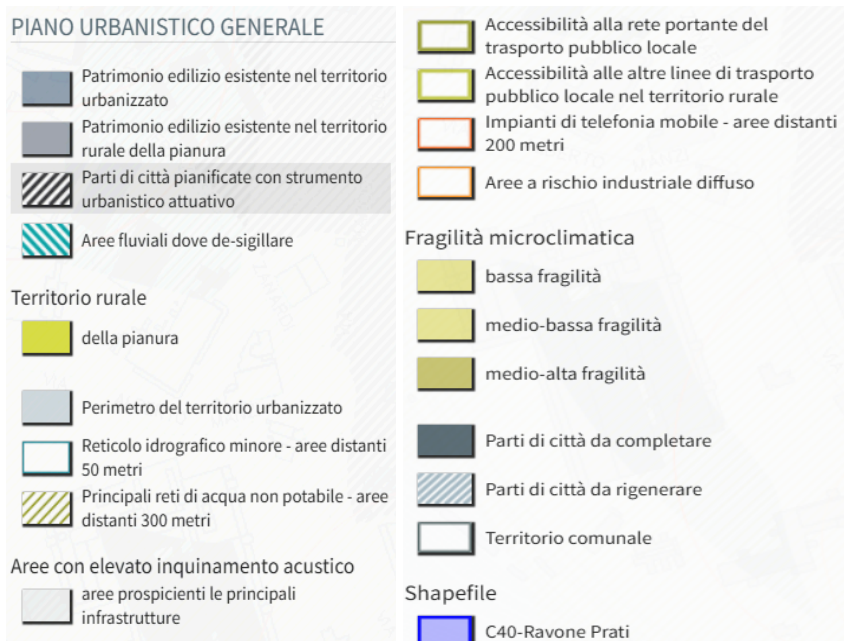 PIANO URBANISTICO GENERALE
Patrimonio edilizio esistente nel territorio
urbanizzato
Patrimonio edilizio esistente nel territorio
rurale della pianura
Parti di città pianificate con strumento
urbanistico attuativo
Aree fluviali dove de-sigillare
Territorio rurale
della pianura
Perimetro del territorio urbanizzato
Reticolo idrografico minore - aree distanti
50 metri
Principali reti di acqua non potabile - aree
distanti 300 metri
Aree con elevato inquinamento acustico
aree prospicienti le principali
infrastrutture
Accessibilità alla rete portante del
trasporto pubblico locale
Accessibilità alle altre linee di trasporto
pubblico locale nel territorio rurale
Impianti di telefonia mobile - aree distanti
200 metri
Aree a rischio industriale diffuso
Fragilità microclimatica
bassa fragilità
medio-bassa fragilità
medio-alta fragilità
Parti di città da completare
Parti di città da rigenerare
Territorio comunale
Shapefile
C40-Ravone Prati